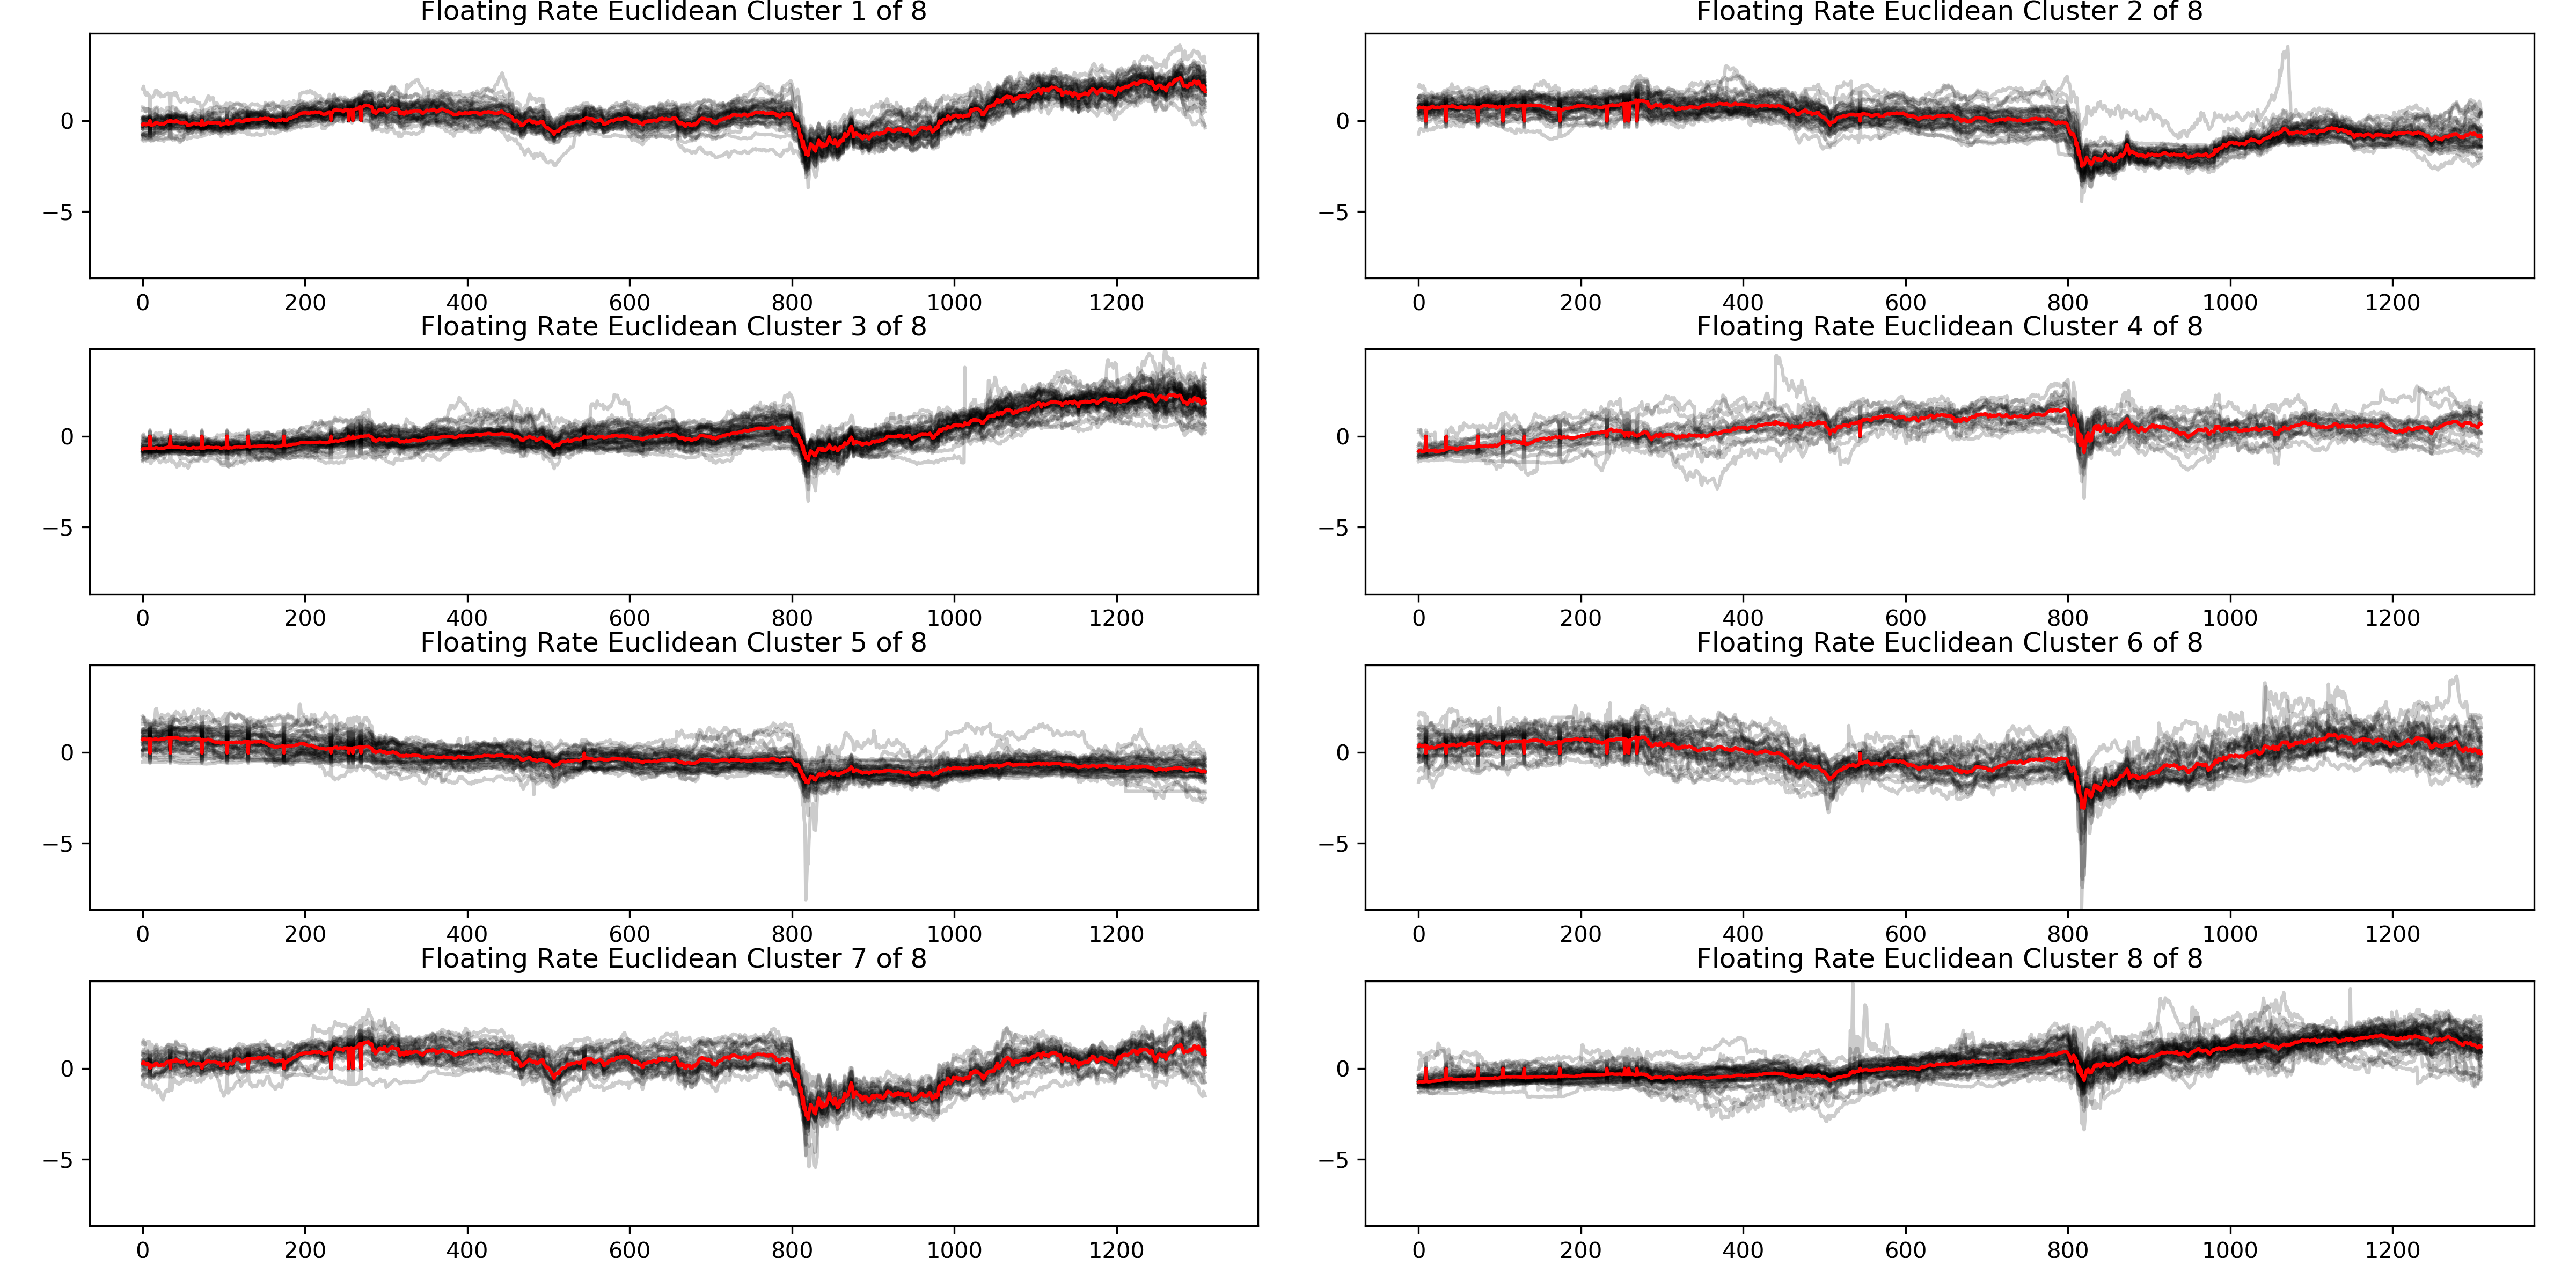 Floating Rate Euclidean Cluster 1 of 8
0
−5
0 200 400 600 800 1000 1200
Floating Rate Euclidean Cluster 2 of 8
0
−5
0 200 400 600 800 1000 1200
Floating Rate Euclidean Cluster 3 of 8
0
−5
0 200 400 600 800 1000 1200
Floating Rate Euclidean Cluster 4 of 8
0
−5
0 200 400 600 800 1000 1200
Floating Rate Euclidean Cluster 5 of 8
0
−5
0 200 400 600 800 1000 1200
Floating Rate Euclidean Cluster 6 of 8
0
−5
0 200 400 600 800 1000 1200
Floating Rate Euclidean Cluster 7 of 8
0
−5
0 200 400 600 800 1000 1200
Floating Rate Euclidean Cluster 8 of 8
0
−5
0 200 400 600 800 1000 1200